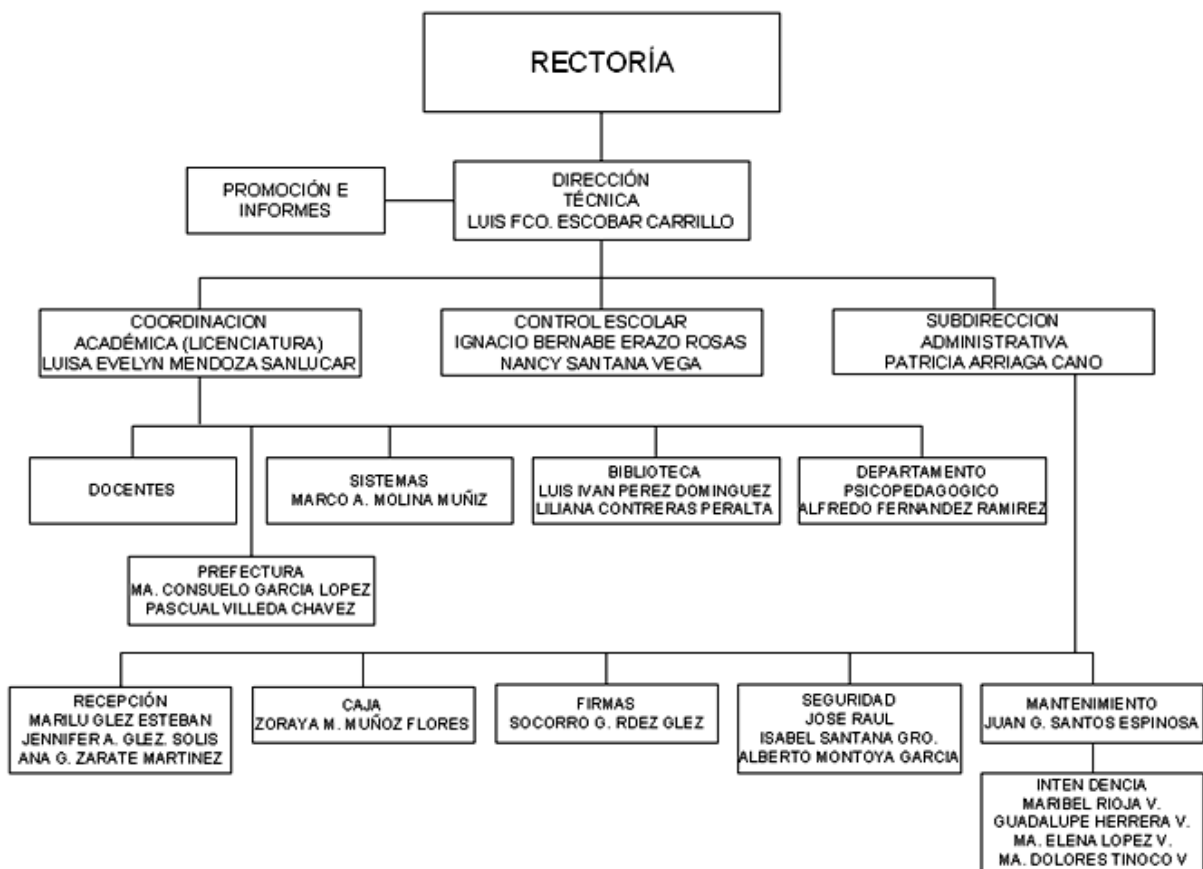 RECTORÍA
PROMOCIÓN E
INFORMES
DIRECCIÓN
TÉCNICA
LUIS FCO. ESCOBAR CARRILLO
COORDINACION
ACADÉMICA (LICENCIATURA)
LUISA EVELYN MENDOZA SANLUCAR
CONTROL ESCOLAR
IGNACIO BERNABE ERAZO ROSAS
NANCY SANTANA VEGA
SUBDIRECCION
ADMINISTRATIVA
PATRICIA ARRIAGA CANO
DOCENTES
SISTEMAS
MARCO A. MOLINA MUÑIZ
BIBLIOTECA
LUIS IVAN PEREZ DOMINGUEZ
LILIANA CONTRERAS PERALTA
DEPARTAMENTO
PSICOPEDAGOGICO
ALFREDO FERNANDEZ RAMIREZ
PREFECTURA
MA. CONSUELO GARCIA LOPEZ
PASCUAL VILLEDA CHAVEZ
RECEPCIÓN
MARILU GLEZ ESTEBAN
JENNIFER A. GLEZ. SOLIS
ANA G. ZARATE MARTINEZ
CAJA
ZORAYA M. MUÑOZ FLORES
FIRMAS
SOCORRO G. RDEZ GLEZ
SEGURIDAD
JOSE RAUL
ISABEL SANTANA GRO.
ALBERTO MONTOYA GARCIA
MANTENIMIENTO
JUAN G. SANTOS ESPINOSA
INTEN DENCIA
MARIBEL RIOJA V.
GUADALUPE HERRERA V.
MA. ELENA LOPEZ V.
MA. DOLORES TINOCO V